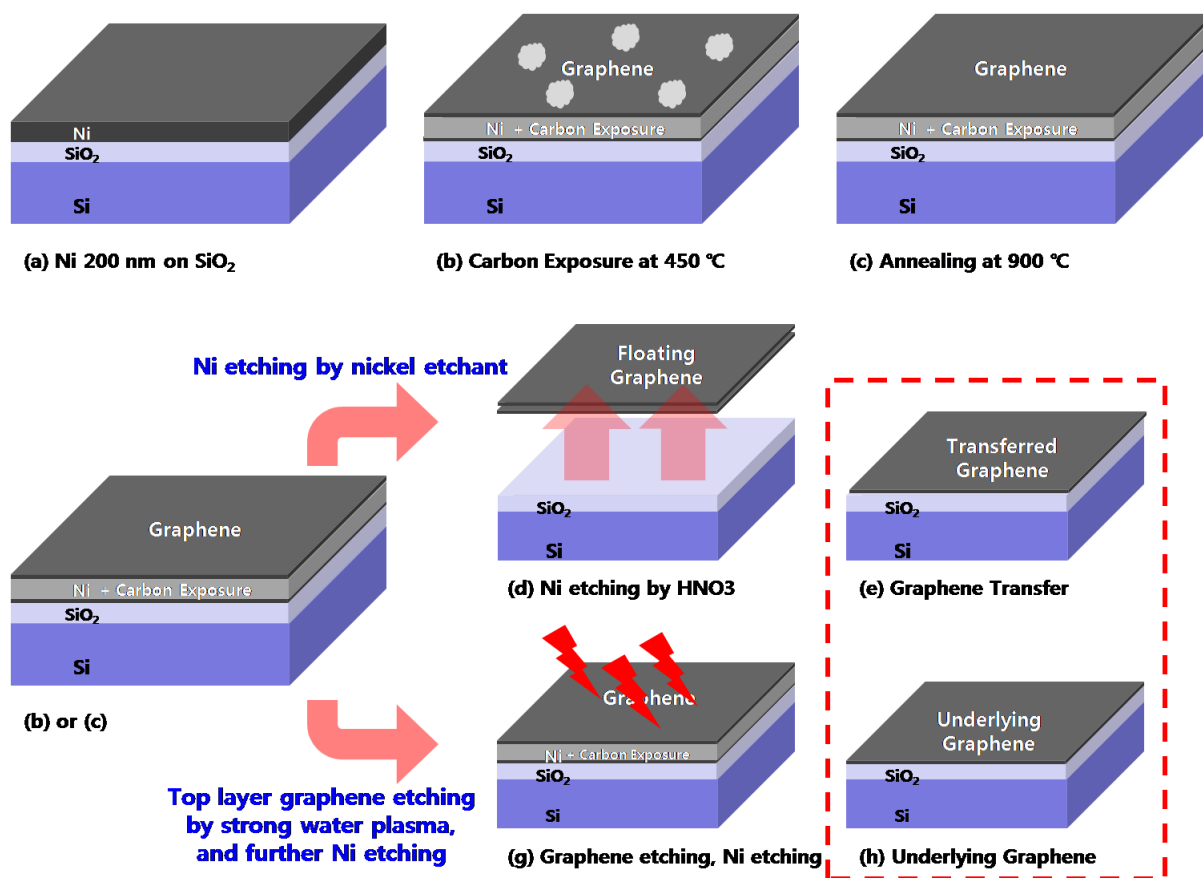 Ni
SiO₂
Si
(a) Ni 200 nm on SiO₂
Graphene
Ni + Carbon Exposure
SiO₂
Si
(b) Carbon Exposure at 450 ℃
Graphene
Ni + Carbon Exposure
SiO₂
Si
(c) Annealing at 900 ℃
Graphene
Ni + Carbon Exposure
SiO₂
Si
(b) or (c)
Ni etching by nickel etchant
Floating
Graphene
SiO₂
Si
(d) Ni etching by HNO3
Transferred
Graphene
SiO₂
Si
(e) Graphene Transfer
Top layer graphene etching
by strong water plasma,
and further Ni etching
Graphene
Ni + Carbon Exposure
SiO₂
Si
(g) Graphene etching, Ni etching
Underlying
Graphene
SiO₂
Si
(h) Underlying Graphene